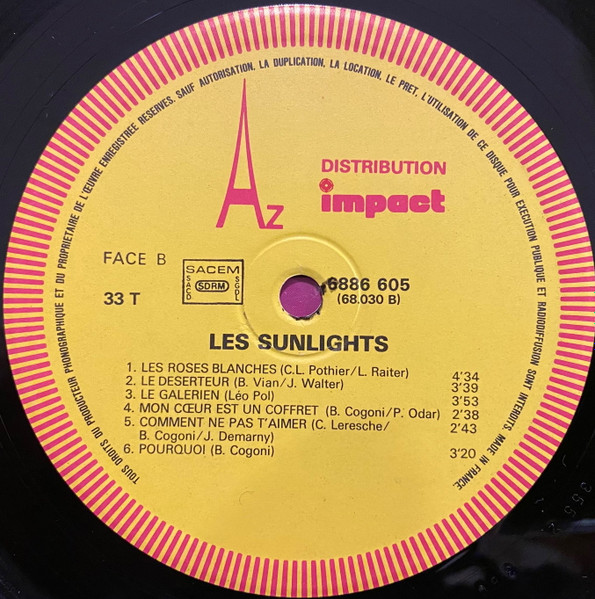 TOUS DROITS DU PRODUCTEUR PHONOGRAPHIQUE ET DU PROPRIETAIRE DE L'ŒUVRE ENREGISTREE RESERVES, SAUF AUTORISATION, LA DUPLICATION, LA LOCATION, LE PRET, L'UTILISATION DE CE DISQUE POUR EXECUTION PUBLIQUE ET RADIODIFFUSION SONT INTERDITS. MADE IN FRANCE.
Az
DISTRIBUTION
impact
FACE B
SACEM
SACD SDRM SGDL
33 T
6886 605
(68.030 B)
LES SUNLIGHTS
1. LES ROSES BLANCHES (C.L. Pothier/L. Raiter) 4'34
2. LE DESERTEUR (B. Vian/J. Walter) 3'39
3. LE GALERIEN (Léo Pol) 3'53
4. MON CŒUR EST UN COFFRET (B. Cogoni/P. Odar) 2'38
5. COMMENT NE PAS T'AIMER (C. Leresche/ 2'43
B. Cogoni/J. Demarny)
6. POURQUOI (B. Cogoni) 3'20